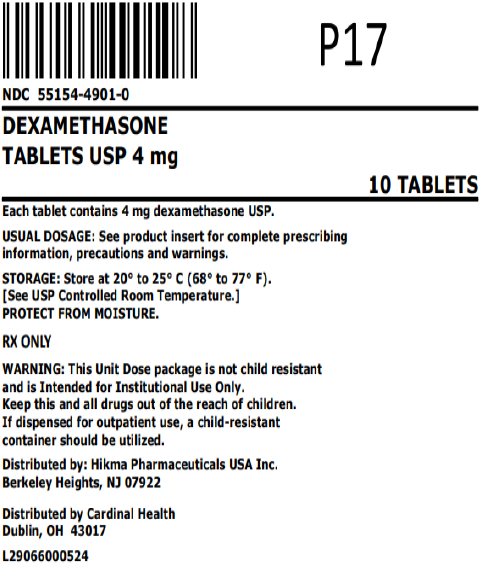 P17
NDC 55154-4901-0
DEXAMETHASONE
TABLETS USP 4 mg
10 TABLETS
Each tablet contains 4 mg dexamethasone USP.
USUAL DOSAGE: See product insert for complete prescribing
information, precautions and warnings.
STORAGE: Store at 20° to 25° C (68° to 77° F).
[See USP Controlled Room Temperature.]
PROTECT FROM MOISTURE.
RX ONLY
WARNING: This Unit Dose package is not child resistant
and is Intended for Institutional Use Only.
Keep this and all drugs out of the reach of children.
If dispensed for outpatient use, a child-resistant
container should be utilized.
Distributed by: Hikma Pharmaceuticals USA Inc.
Berkeley Heights, NJ 07922
Distributed by Cardinal Health
Dublin, OH 43017
L29066000524